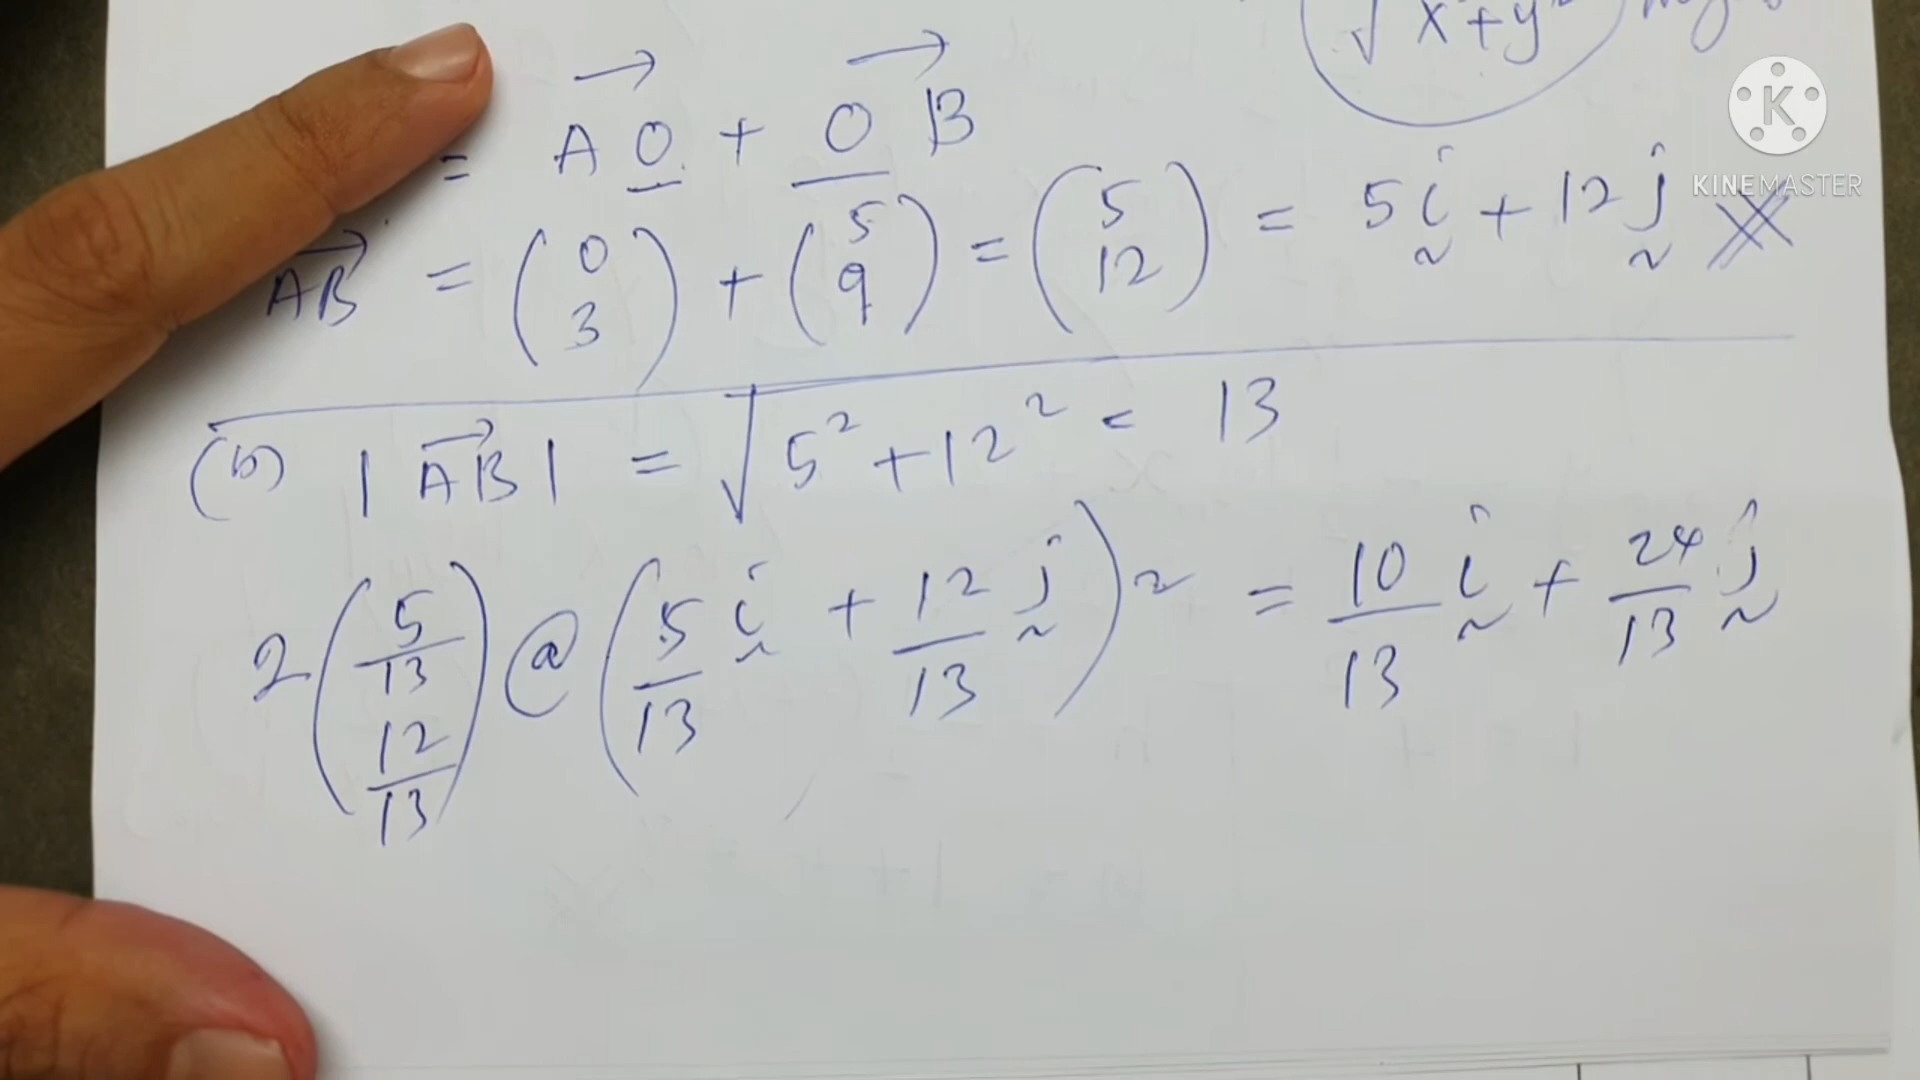 √x²+y²
= AO + OB
KINEMASTER
AB = (0 3) + (5 9) = (5 12) = 5i + 12j
(b) |AB| = √5² + 12² = 13
2(5/13 12/13) @ (5/13 i + 12/13 j)2 = 10/13 i + 24/13 j